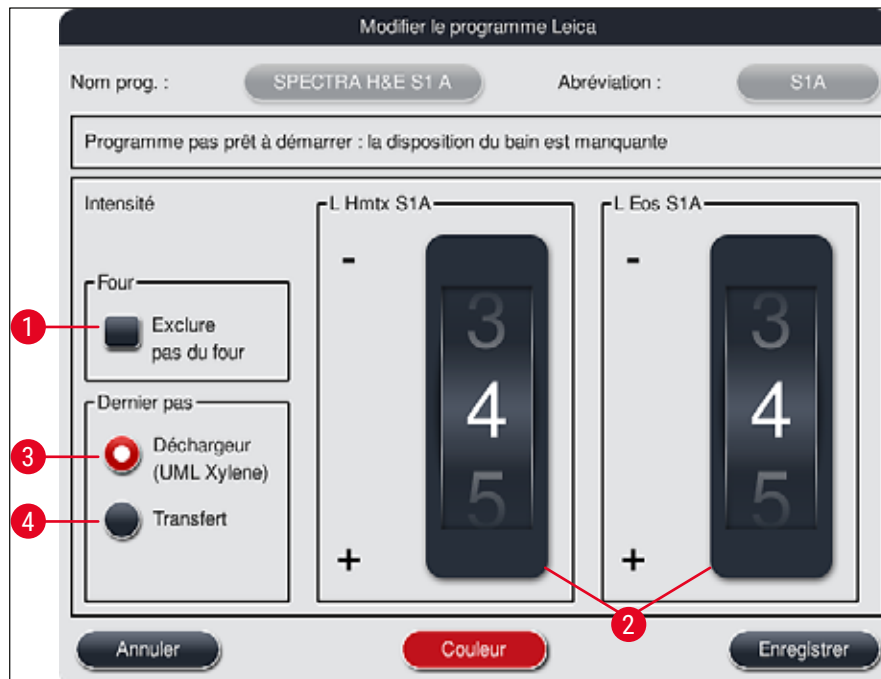 Modifier le programme Leica
Nom prog. : SPECTRA H&E S1 A Abréviation : S1A
Programme pas prêt à démarrer : la disposition du bain est manquante
Intensité
L Hmtx S1A
L Eos S1A
-
-
Four
1
Exclure
pas du four
3
4
5
3
4
5
Dernier pas
3
Déchargeur
(UML Xylene)
4
Transfert
+
+
2
Annuler Couleur Enregistrer